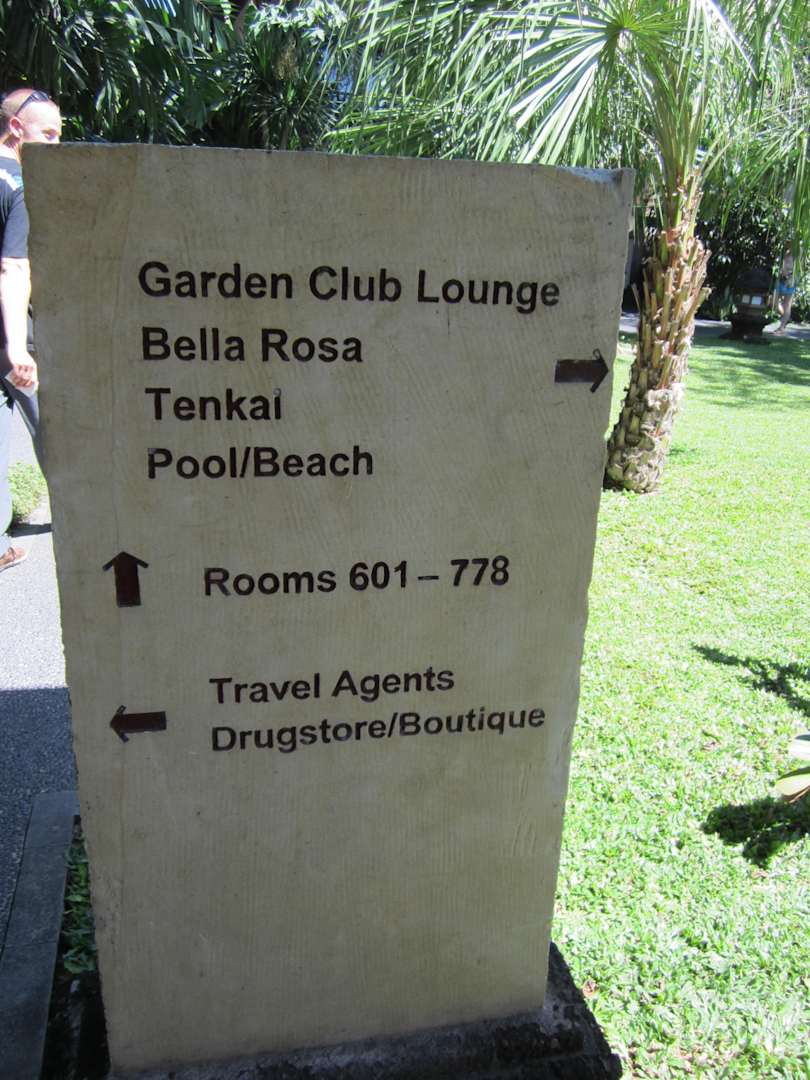 Garden Club Lounge
Bella Rosa
Tenkai
Pool/Beach
Rooms 601 – 778
Travel Agents
Drugstore/Boutique